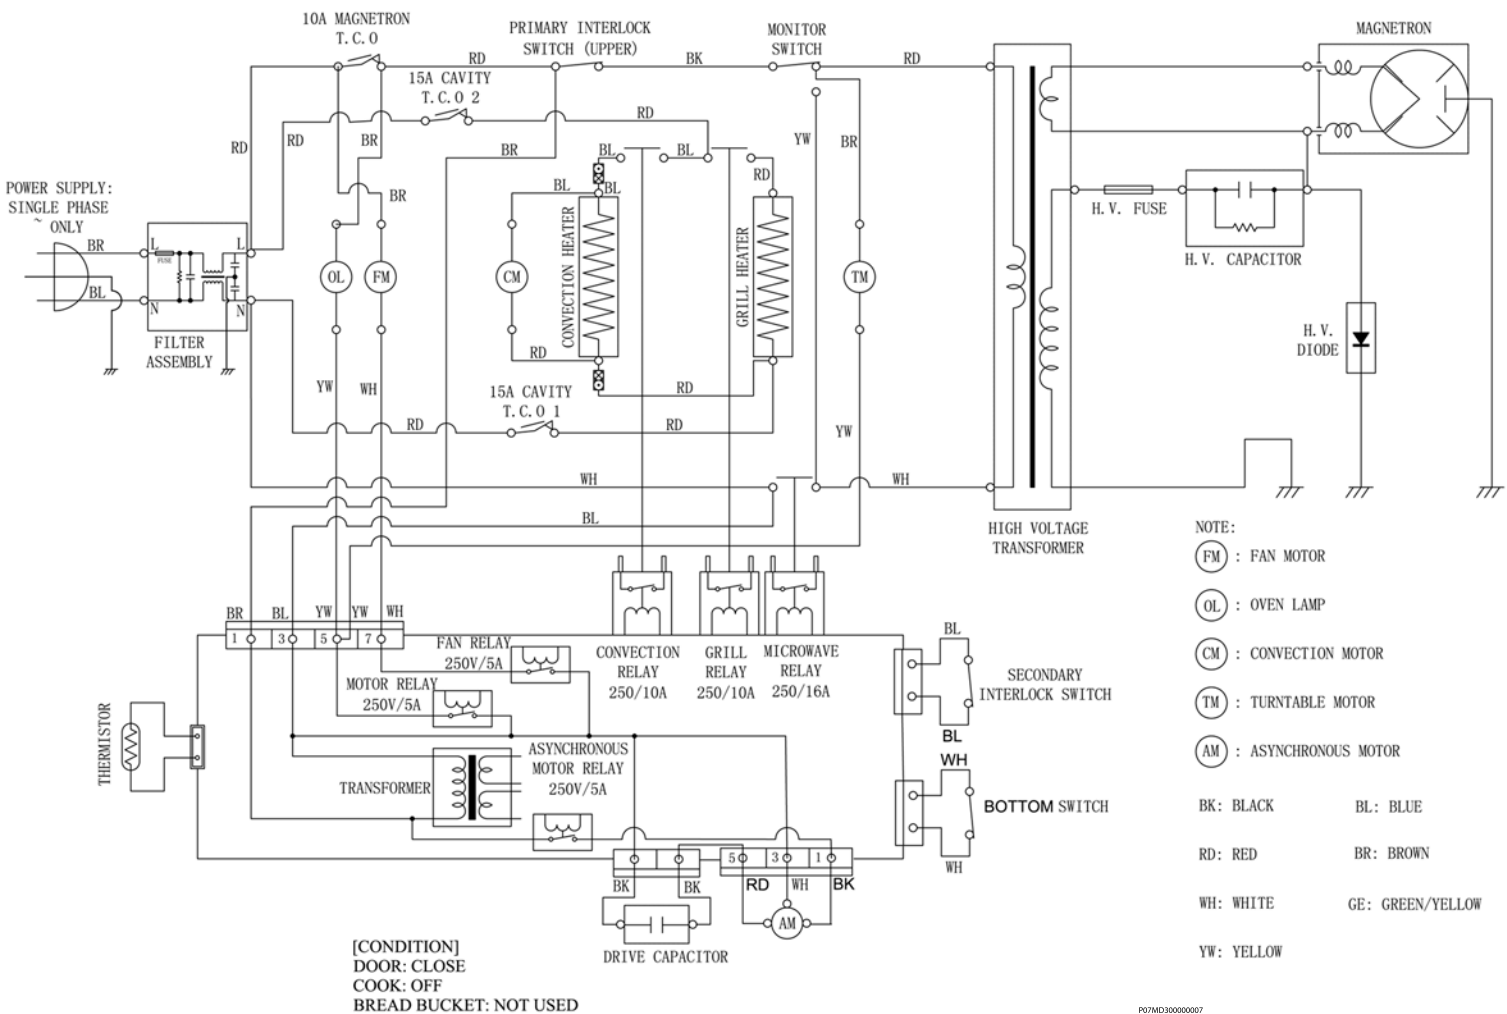 10A MAGNETRON
T.C.O
PRIMARY INTERLOCK
SWITCH (UPPER)
MONITOR
SWITCH
MAGNETRON
RD
BK
RD
15A CAVITY
T.C.O 2
RD
RD
RD
BR
BR
YW
BR
BL
BL
RD
POWER SUPPLY:
SINGLE PHASE
~ ONLY
BR
BL
BL
BR
H.V. FUSE
H.V. CAPACITOR
BR
BL
L
L
FUSE
N
N
OL
FM
CM
TM
CONVECTION HEATER
GRILL HEATER
FILTER
ASSEMBLY
H.V.
DIODE
RD
YW
WH
RD
15A CAVITY
T.C.O 1
RD
RD
YW
WH
WH
BL
HIGH VOLTAGE
TRANSFORMER
NOTE:
FM : FAN MOTOR
OL : OVEN LAMP
CM : CONVECTION MOTOR
TM : TURNTABLE MOTOR
AM : ASYNCHRONOUS MOTOR
BK: BLACK
BL: BLUE
RD: RED
BR: BROWN
WH: WHITE
GE: GREEN/YELLOW
YW: YELLOW
BR
BL
YW
YW
WH
1
3
5
7
FAN RELAY
250V/5A
MOTOR RELAY
250V/5A
CONVECTION
RELAY
250/10A
GRILL
RELAY
250/10A
MICROWAVE
RELAY
250/16A
BL
SECONDARY
INTERLOCK SWITCH
BL
THERMISTOR
TRANSFORMER
ASYNCHRONOUS
MOTOR RELAY
250V/5A
WH
BOTTOM SWITCH
WH
5
3
1
BK
BK
RD
WH
BK
AM
DRIVE CAPACITOR
[CONDITION]
DOOR: CLOSE
COOK: OFF
BREAD BUCKET: NOT USED
P07MD300000007